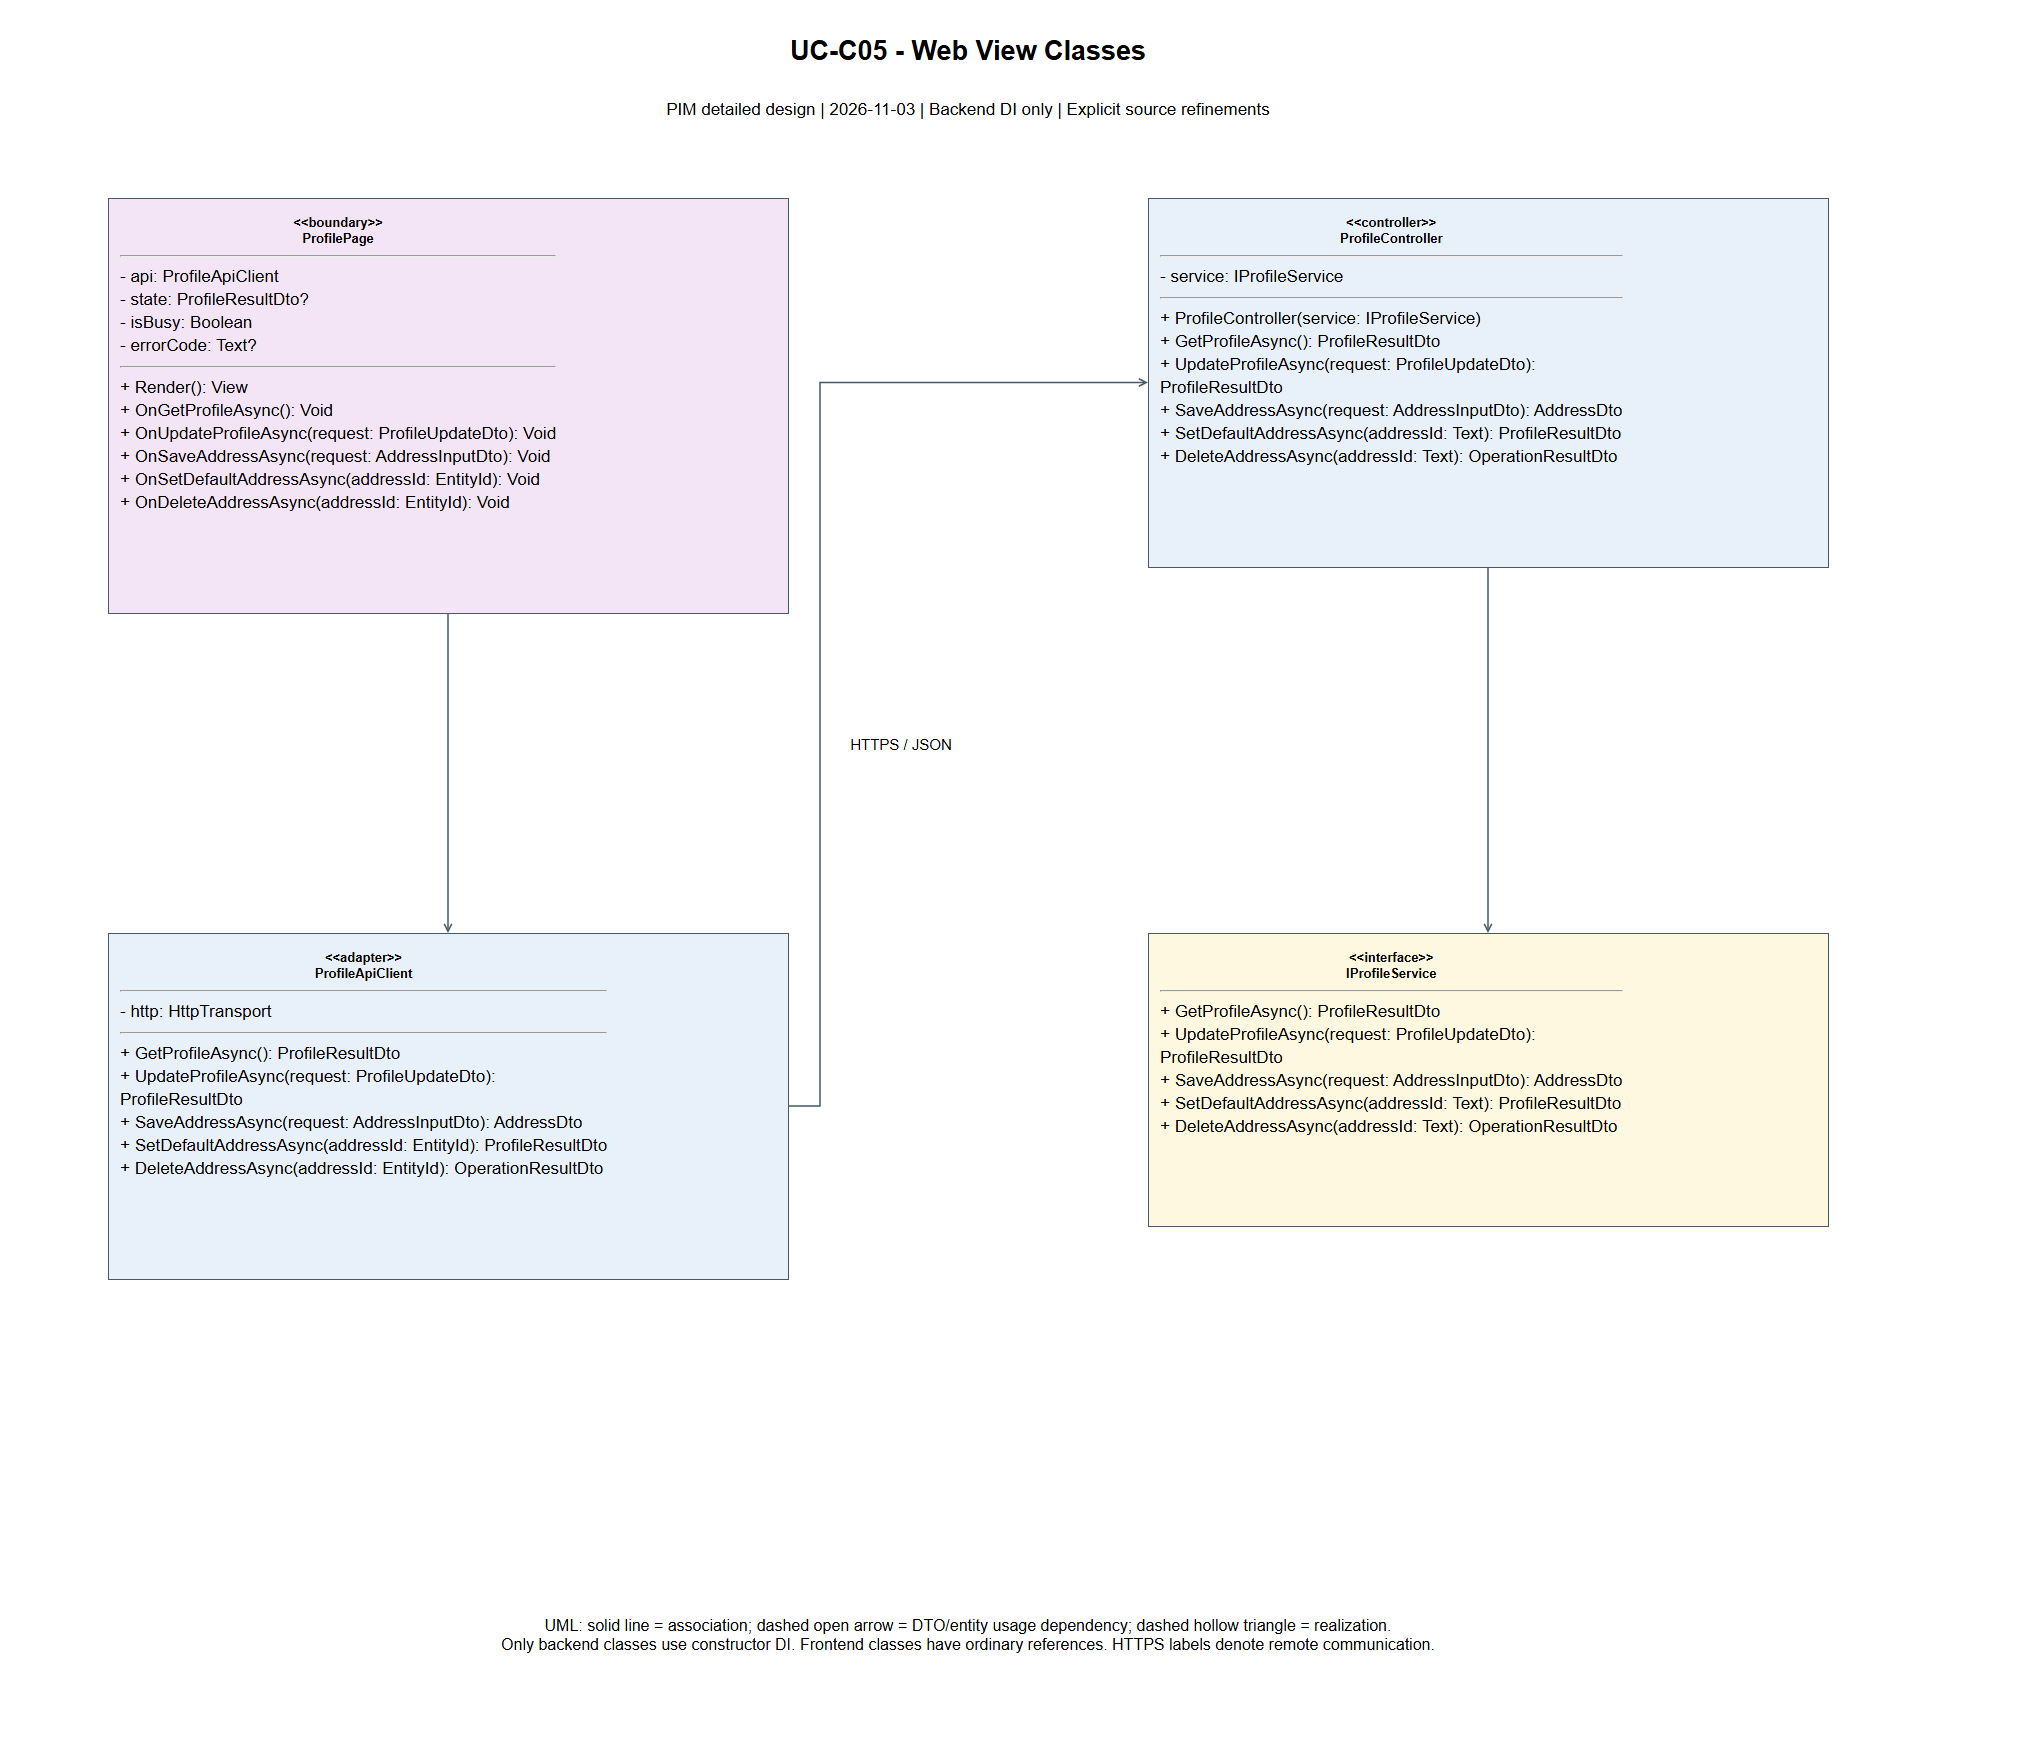 UC-C05 - Web View Classes
PIM detailed design | 2026-11-03 | Backend DI only | Explicit source refinements
<<boundary>>
ProfilePage
- api: ProfileApiClient
- state: ProfileResultDto?
- isBusy: Boolean
- errorCode: Text?
+ Render(): View
+ OnGetProfileAsync(): Void
+ OnUpdateProfileAsync(request: ProfileUpdateDto): Void
+ OnSaveAddressAsync(request: AddressInputDto): Void
+ OnSetDefaultAddressAsync(addressId: EntityId): Void
+ OnDeleteAddressAsync(addressId: EntityId): Void
<<controller>>
ProfileController
- service: IProfileService
+ ProfileController(service: IProfileService)
+ GetProfileAsync(): ProfileResultDto
+ UpdateProfileAsync(request: ProfileUpdateDto):
ProfileResultDto
+ SaveAddressAsync(request: AddressInputDto): AddressDto
+ SetDefaultAddressAsync(addressId: Text): ProfileResultDto
+ DeleteAddressAsync(addressId: Text): OperationResultDto
HTTPS / JSON
<<adapter>>
ProfileApiClient
- http: HttpTransport
+ GetProfileAsync(): ProfileResultDto
+ UpdateProfileAsync(request: ProfileUpdateDto):
ProfileResultDto
+ SaveAddressAsync(request: AddressInputDto): AddressDto
+ SetDefaultAddressAsync(addressId: EntityId): ProfileResultDto
+ DeleteAddressAsync(addressId: EntityId): OperationResultDto
<<interface>>
IProfileService
+ GetProfileAsync(): ProfileResultDto
+ UpdateProfileAsync(request: ProfileUpdateDto):
ProfileResultDto
+ SaveAddressAsync(request: AddressInputDto): AddressDto
+ SetDefaultAddressAsync(addressId: Text): ProfileResultDto
+ DeleteAddressAsync(addressId: Text): OperationResultDto
UML: solid line = association; dashed open arrow = DTO/entity usage dependency; dashed hollow triangle = realization.
Only backend classes use constructor DI. Frontend classes have ordinary references. HTTPS labels denote remote communication.